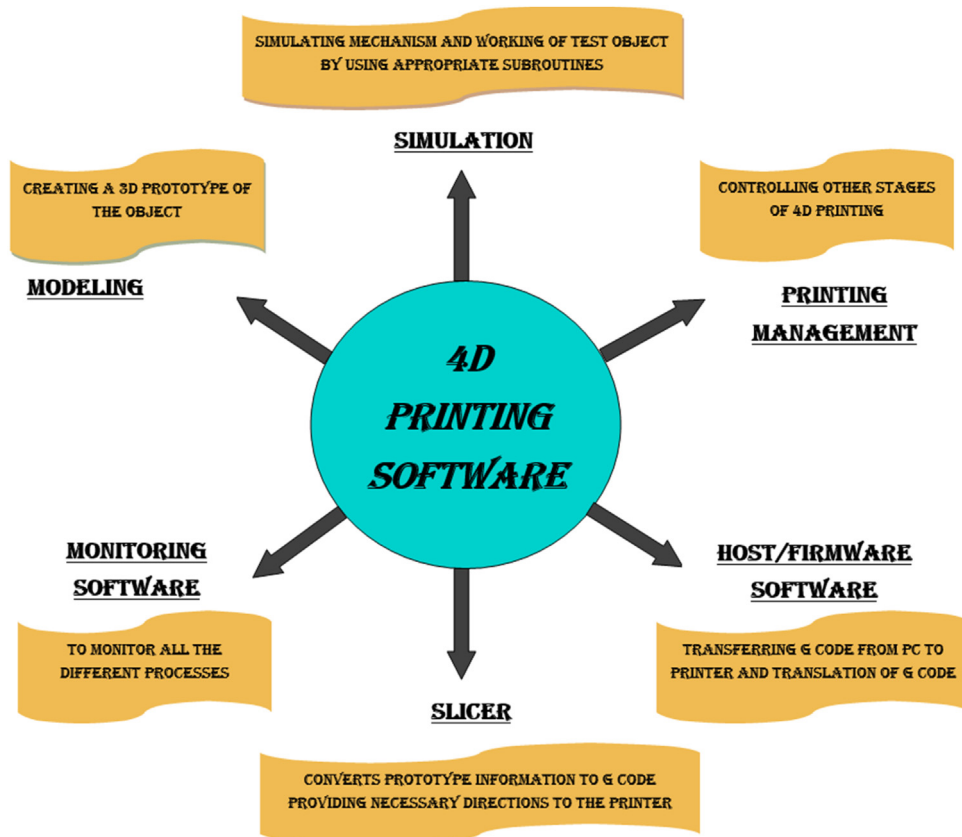 SIMULATING MECHANISM AND WORKING OF TEST OBJECT
BY USING APPROPRIATE SUBROUTINES
SIMULATION
CREATING A 3D PROTOTYPE OF
THE OBJECT
MODELING
CONTROLLING OTHER STAGES
OF 4D PRINTING
PRINTING
MANAGEMENT
4D
PRINTING
SOFTWARE
MONITORING
SOFTWARE
TO MONITOR ALL THE
DIFFERENT PROCESSES
HOST/FIRMWARE
SOFTWARE
TRANSFERRING G CODE FROM PC TO
PRINTER AND TRANSLATION OF G CODE
SLICER
CONVERTS PROTOTYPE INFORMATION TO G CODE
PROVIDING NECESSARY DIRECTIONS TO THE PRINTER